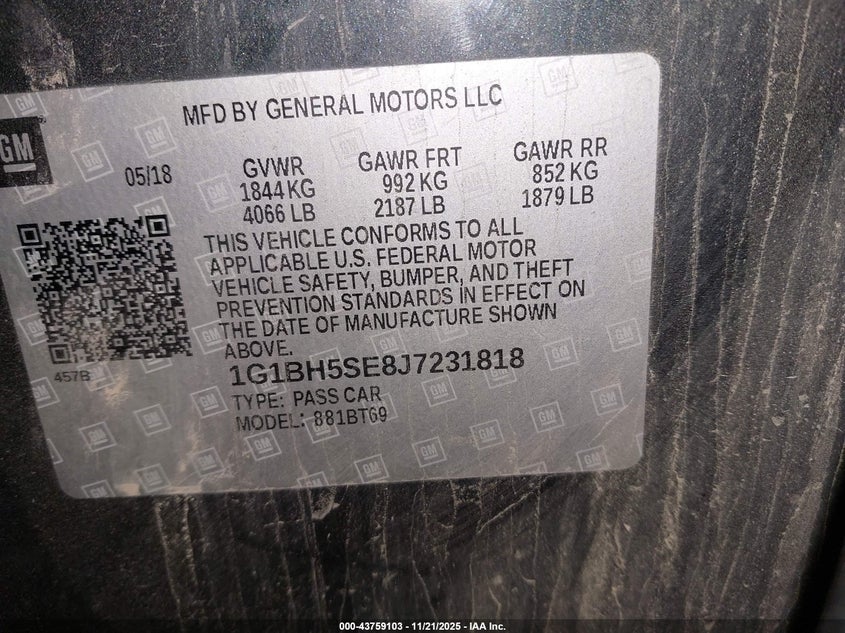 MFD BY GENERAL MOTORS LLC
GM
05/18
GVWR
1844 KG
4066 LB
GAWR FRT
992 KG
2187 LB
GAWR RR
852 KG
1879 LB
THIS VEHICLE CONFORMS TO ALL
APPLICABLE U.S. FEDERAL MOTOR
VEHICLE SAFETY, BUMPER, AND THEFT
PREVENTION STANDARDS IN EFFECT ON
THE DATE OF MANUFACTURE SHOWN
ABOVE.
457B
1G1BH5SE8J7231818
TYPE: PASS CAR
MODEL: 881BT69
000-43759103 - 11/21/2025 - IAA Inc.